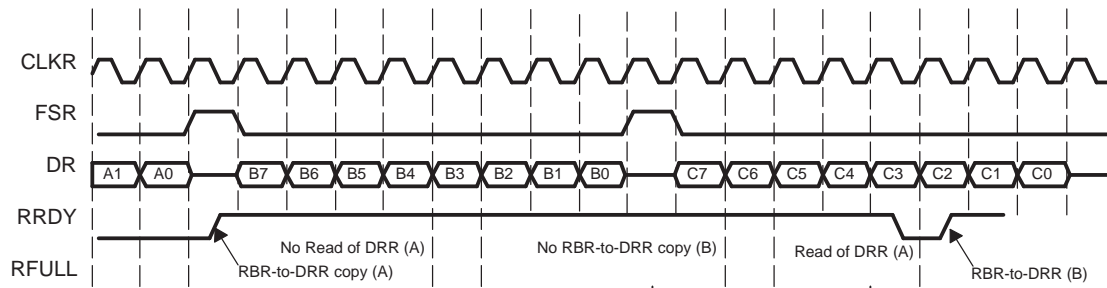 CLKR
FSR
DR
A1 A0 B7 B6 B5 B4 B3 B2 B1 B0 C7 C6 C5 C4 C3 C2 C1 C0
RRDY
No Read of DRR (A) No RBR-to-DRR copy (B) Read of DRR (A)
RBR-to-DRR copy (A) RBR-to-DRR (B)
RFULL